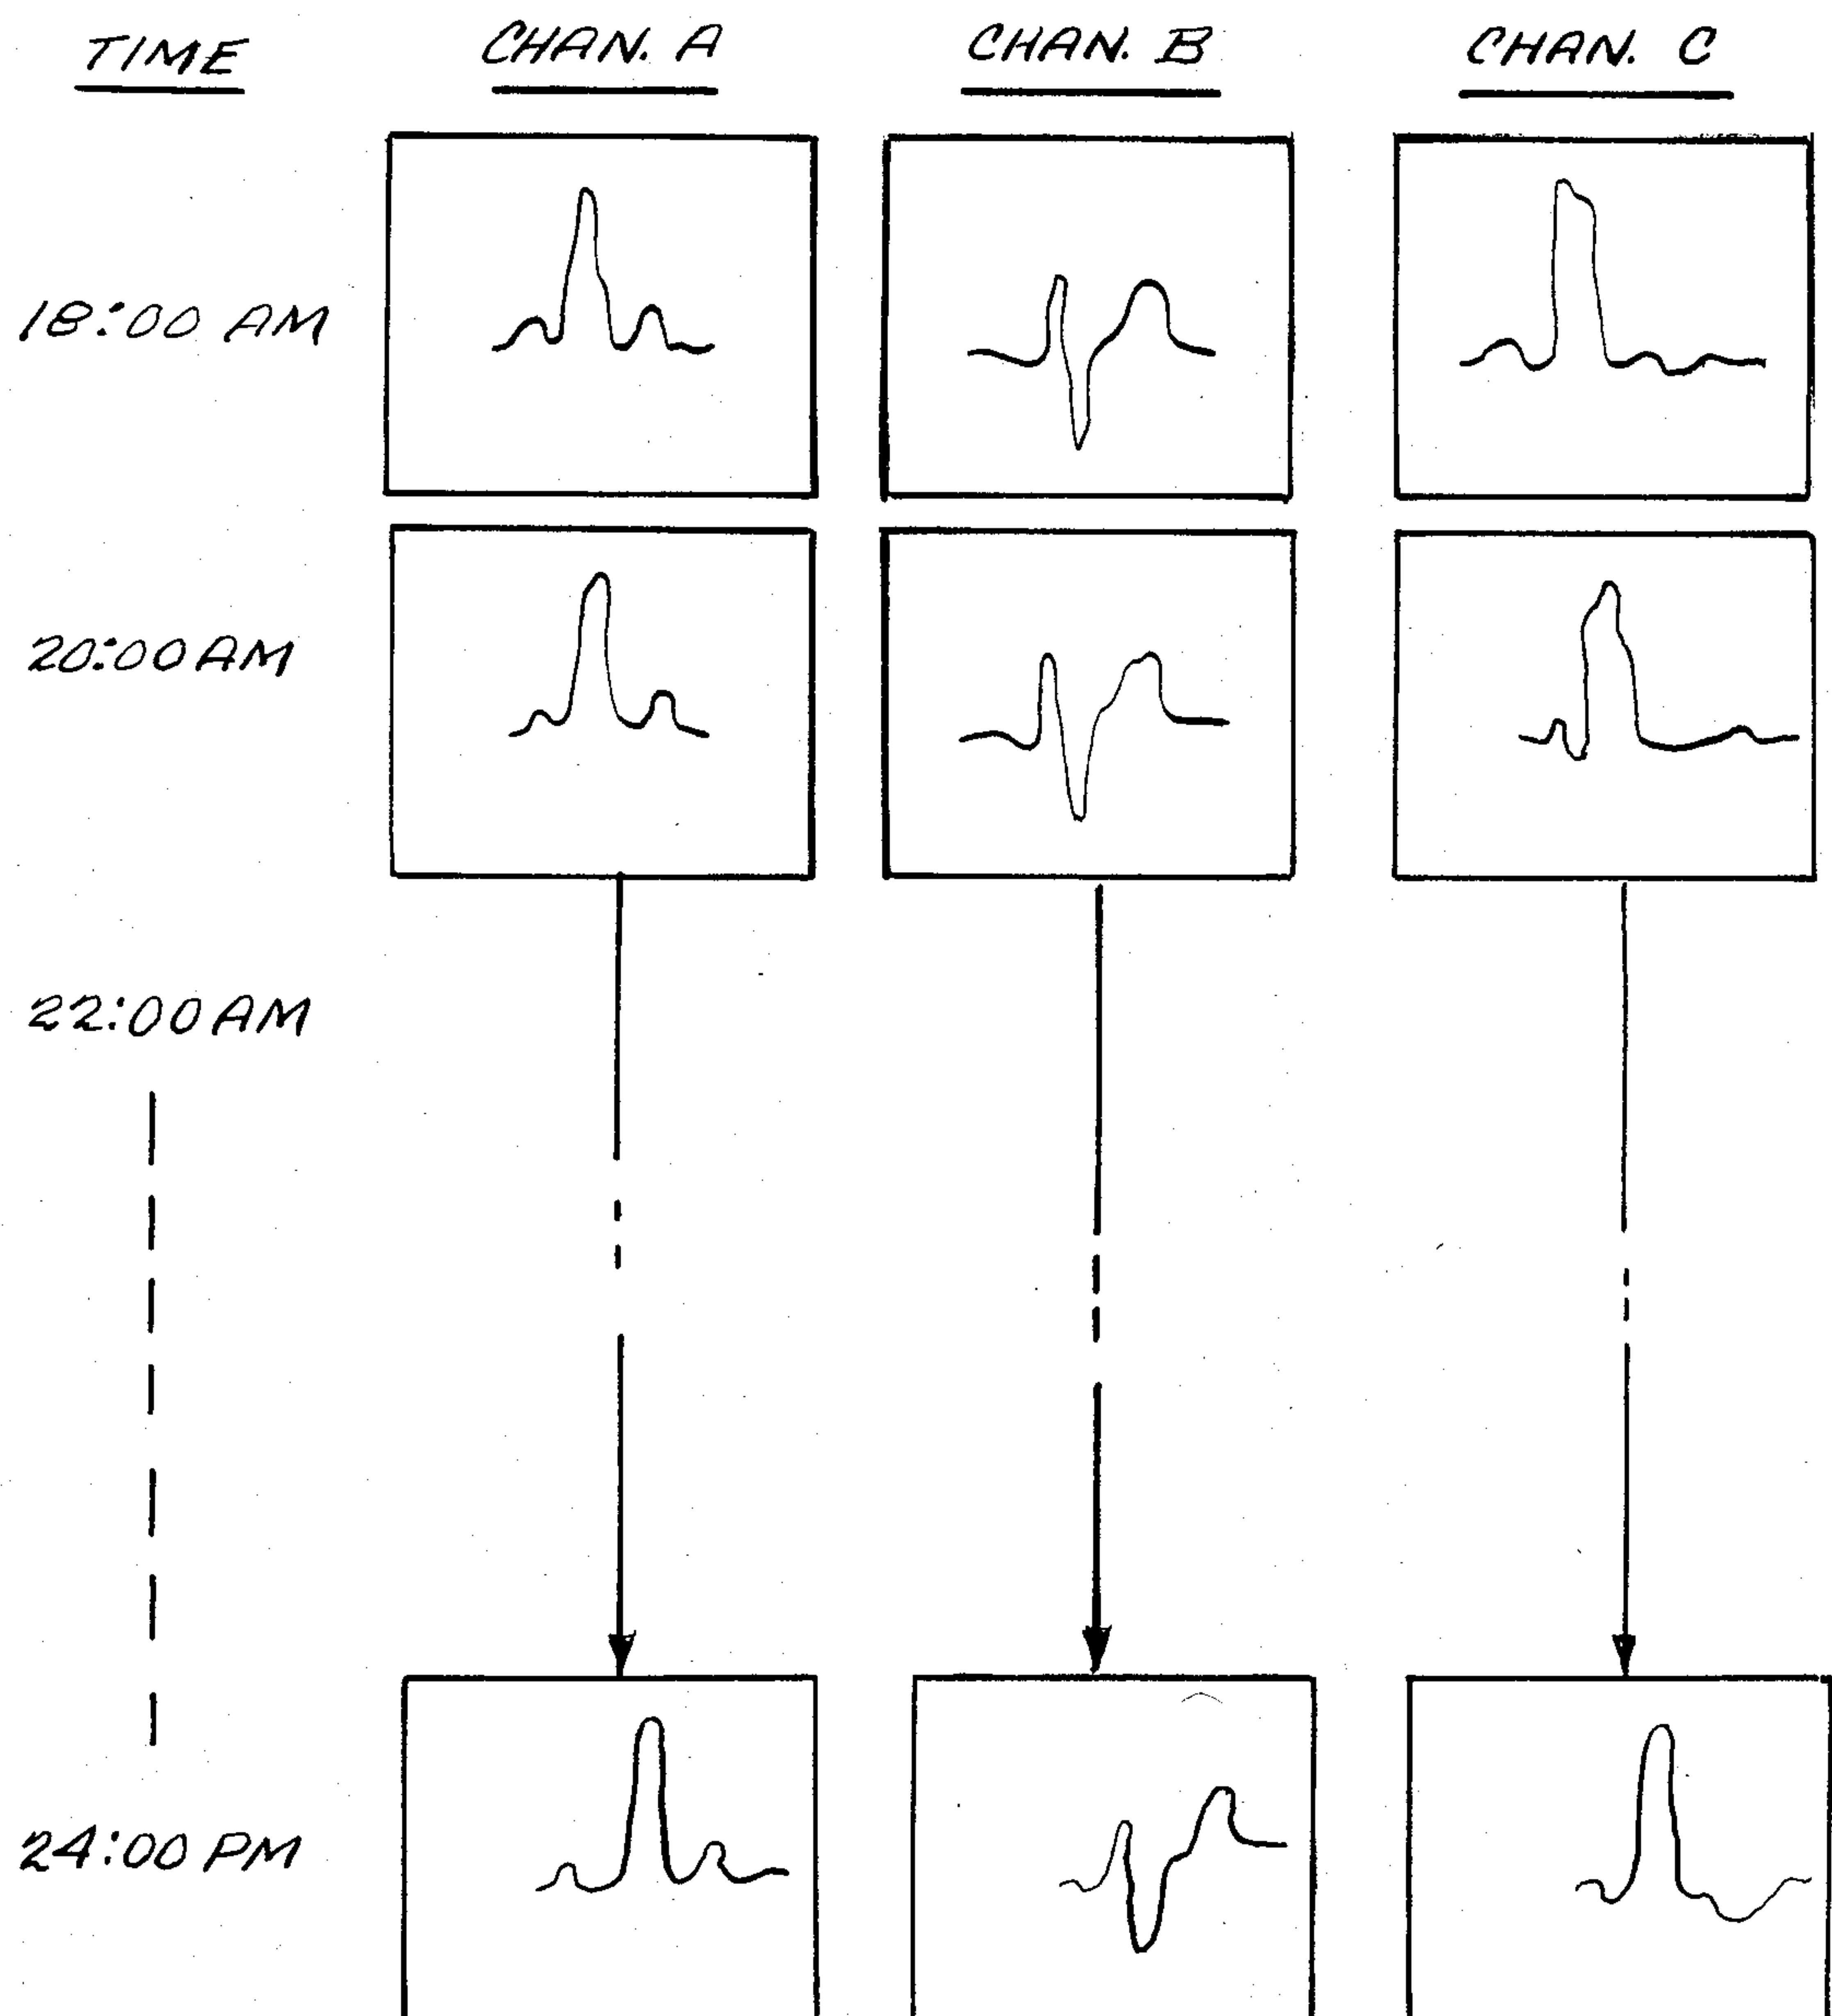 TIME CHAN. A CHAN. B CHAN. C
18:00 AM
20:00 AM
22:00 AM
24:00 PM